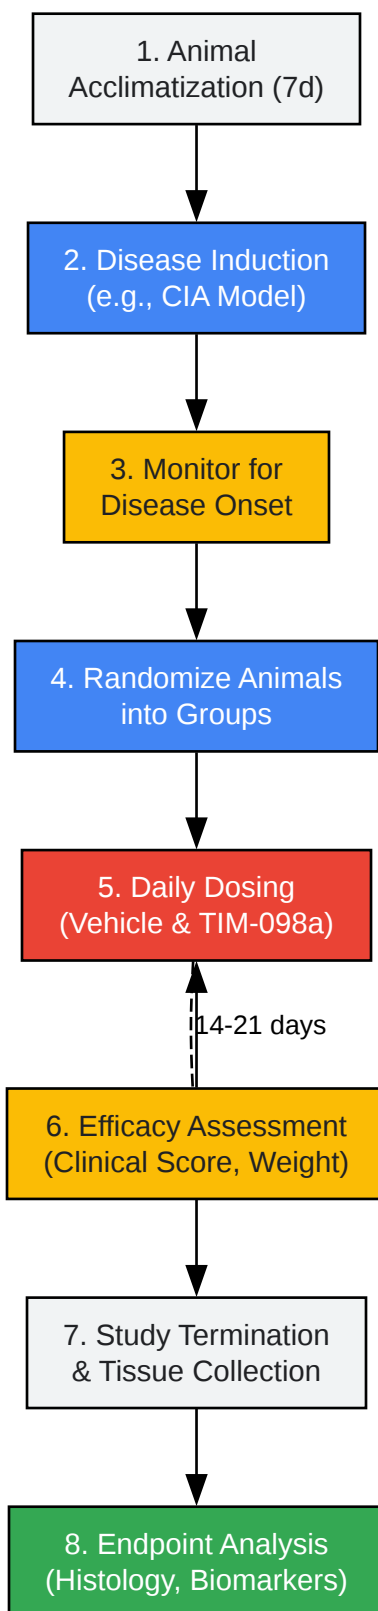 1. Animal
Acclimatization (7d)
2. Disease Induction
(e.g., CIA Model)
3. Monitor for
Disease Onset
4. Randomize Animals
into Groups
5. Daily Dosing
(Vehicle & TIM-098a)
14-21 days
6. Efficacy Assessment
(Clinical Score, Weight)
7. Study Termination
& Tissue Collection
8. Endpoint Analysis
(Histology, Biomarkers)